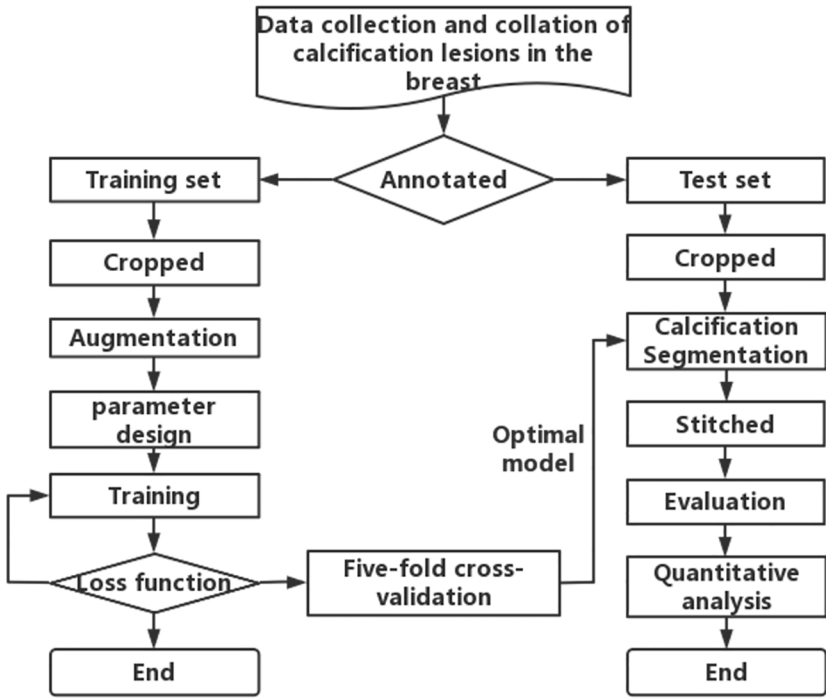 Data collection and collation of
calcification lesions in the
breast
Annotated
Training set
Cropped
Augmentation
parameter
design
Training
Loss function
End
Five-fold cross-
validation
Optimal
model
Test set
Cropped
Calcification
Segmentation
Stitched
Evaluation
Quantitative
analysis
End